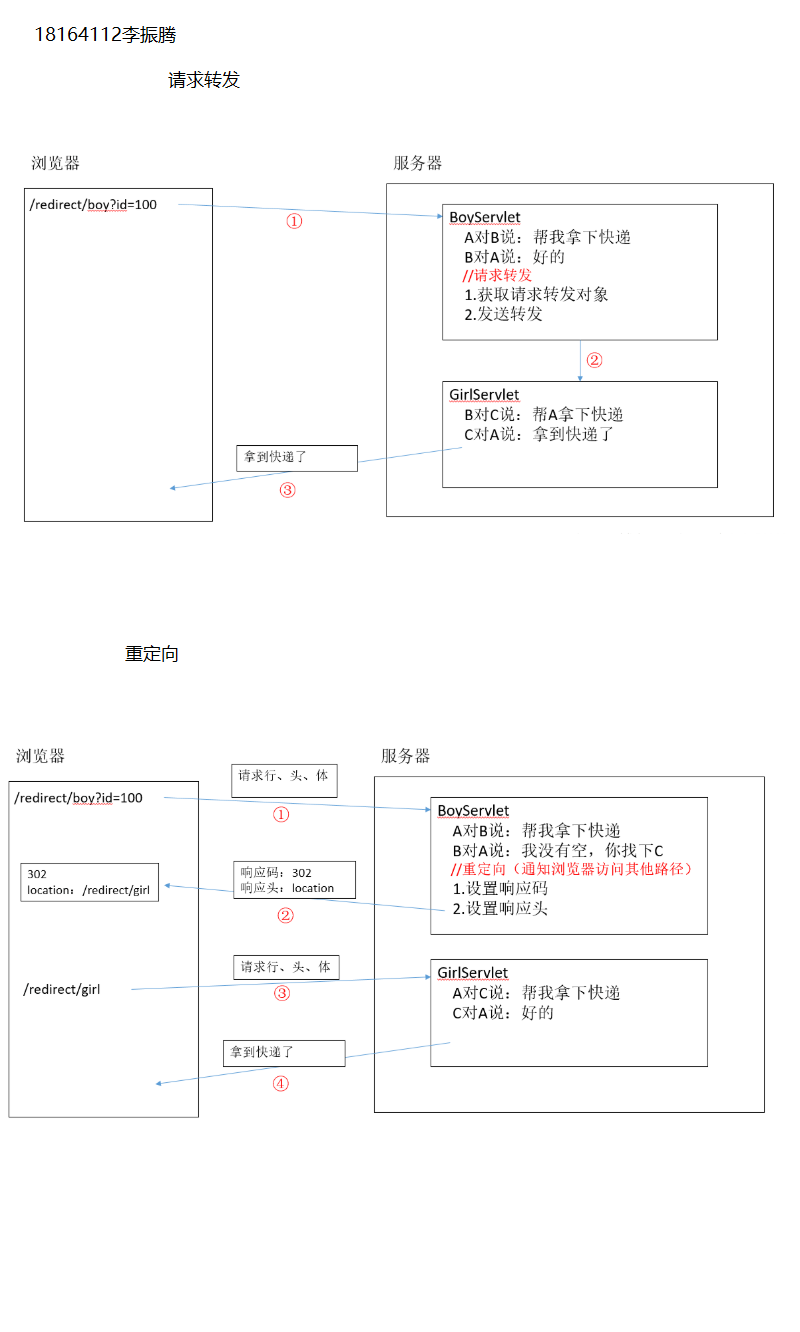 18164112李振腾
请求转发
浏览器
服务器
/redirect/boy?id=100
①
BoyServlet
A对B说：帮我拿下快递
B对A说：好的
//请求转发
1.获取请求转发对象
2.发送转发
②
GirlServlet
B对C说：帮A拿下快递
C对A说：拿到快递了
拿到快递了
③
重定向
浏览器
服务器
/redirect/boy?id=100
请求行、头、体
①
BoyServlet
A对B说：帮我拿下快递
B对A说：我没有空，你找下C
//重定向（通知浏览器访问其他路径）
1.设置响应码
2.设置响应头
302
location：/redirect/girl
响应码：302
响应头：location
②
/redirect/girl
请求行、头、体
③
GirlServlet
A对C说：帮我拿下快递
C对A说：好的
拿到快递了
④